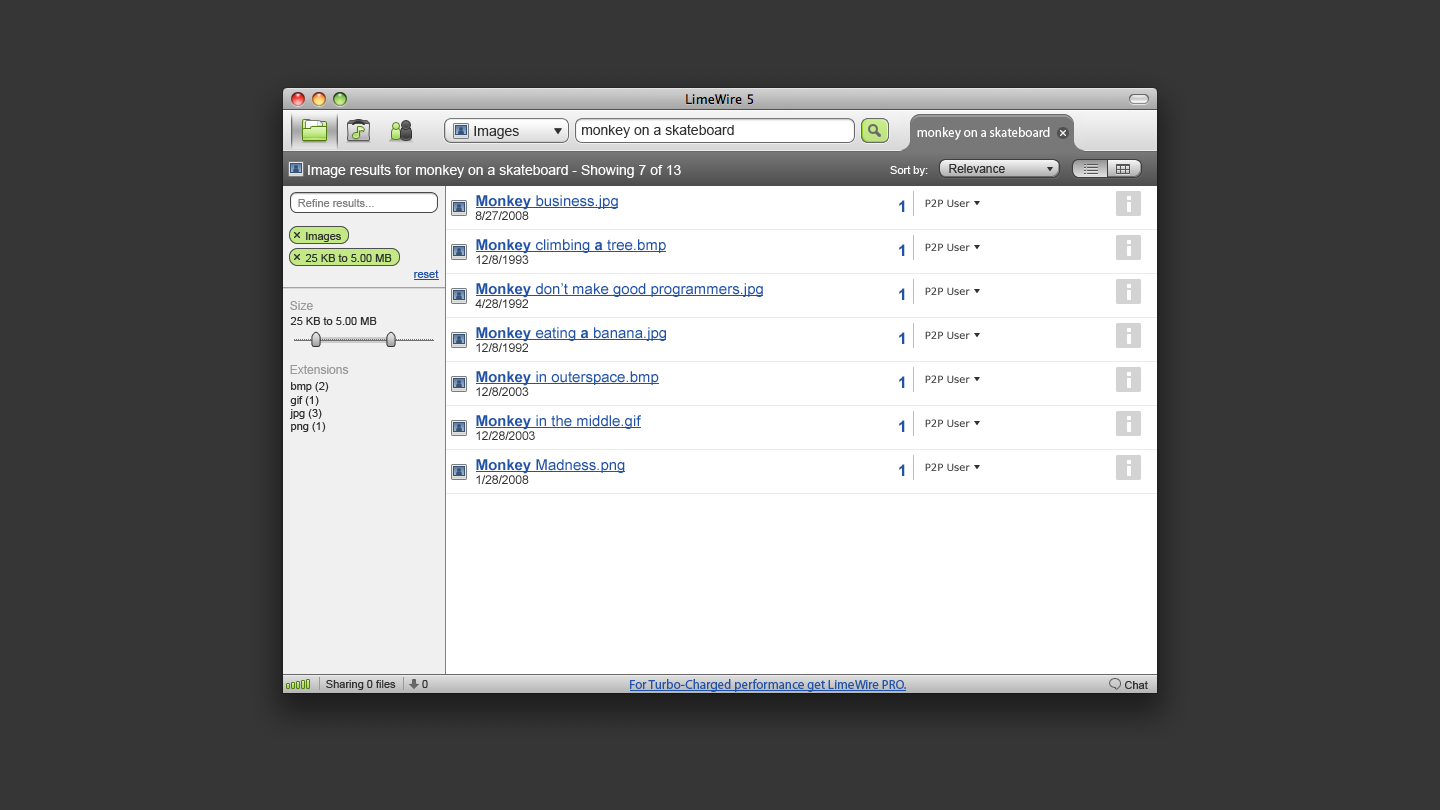 LimeWire 5
Images
monkey on a skateboard
monkey on a skateboard
Image results for monkey on a skateboard - Showing 7 of 13
Sort by:
Relevance
Refine results...
Images
25 KB to 5.00 MB
reset
Size
25 KB to 5.00 MB
Extensions
bmp (2)
gif (1)
jpg (3)
png (1)
Monkey business.jpg
8/27/2008
1
P2P User
Monkey climbing a tree.bmp
12/8/1993
1
P2P User
Monkey don't make good programmers.jpg
4/28/1992
1
P2P User
Monkey eating a banana.jpg
12/8/1992
1
P2P User
Monkey in outerspace.bmp
12/8/2003
1
P2P User
Monkey in the middle.gif
12/28/2003
1
P2P User
Monkey Madness.png
1/28/2008
1
P2P User
Sharing 0 files
0
For Turbo-Charged performance get LimeWire PRO.
Chat